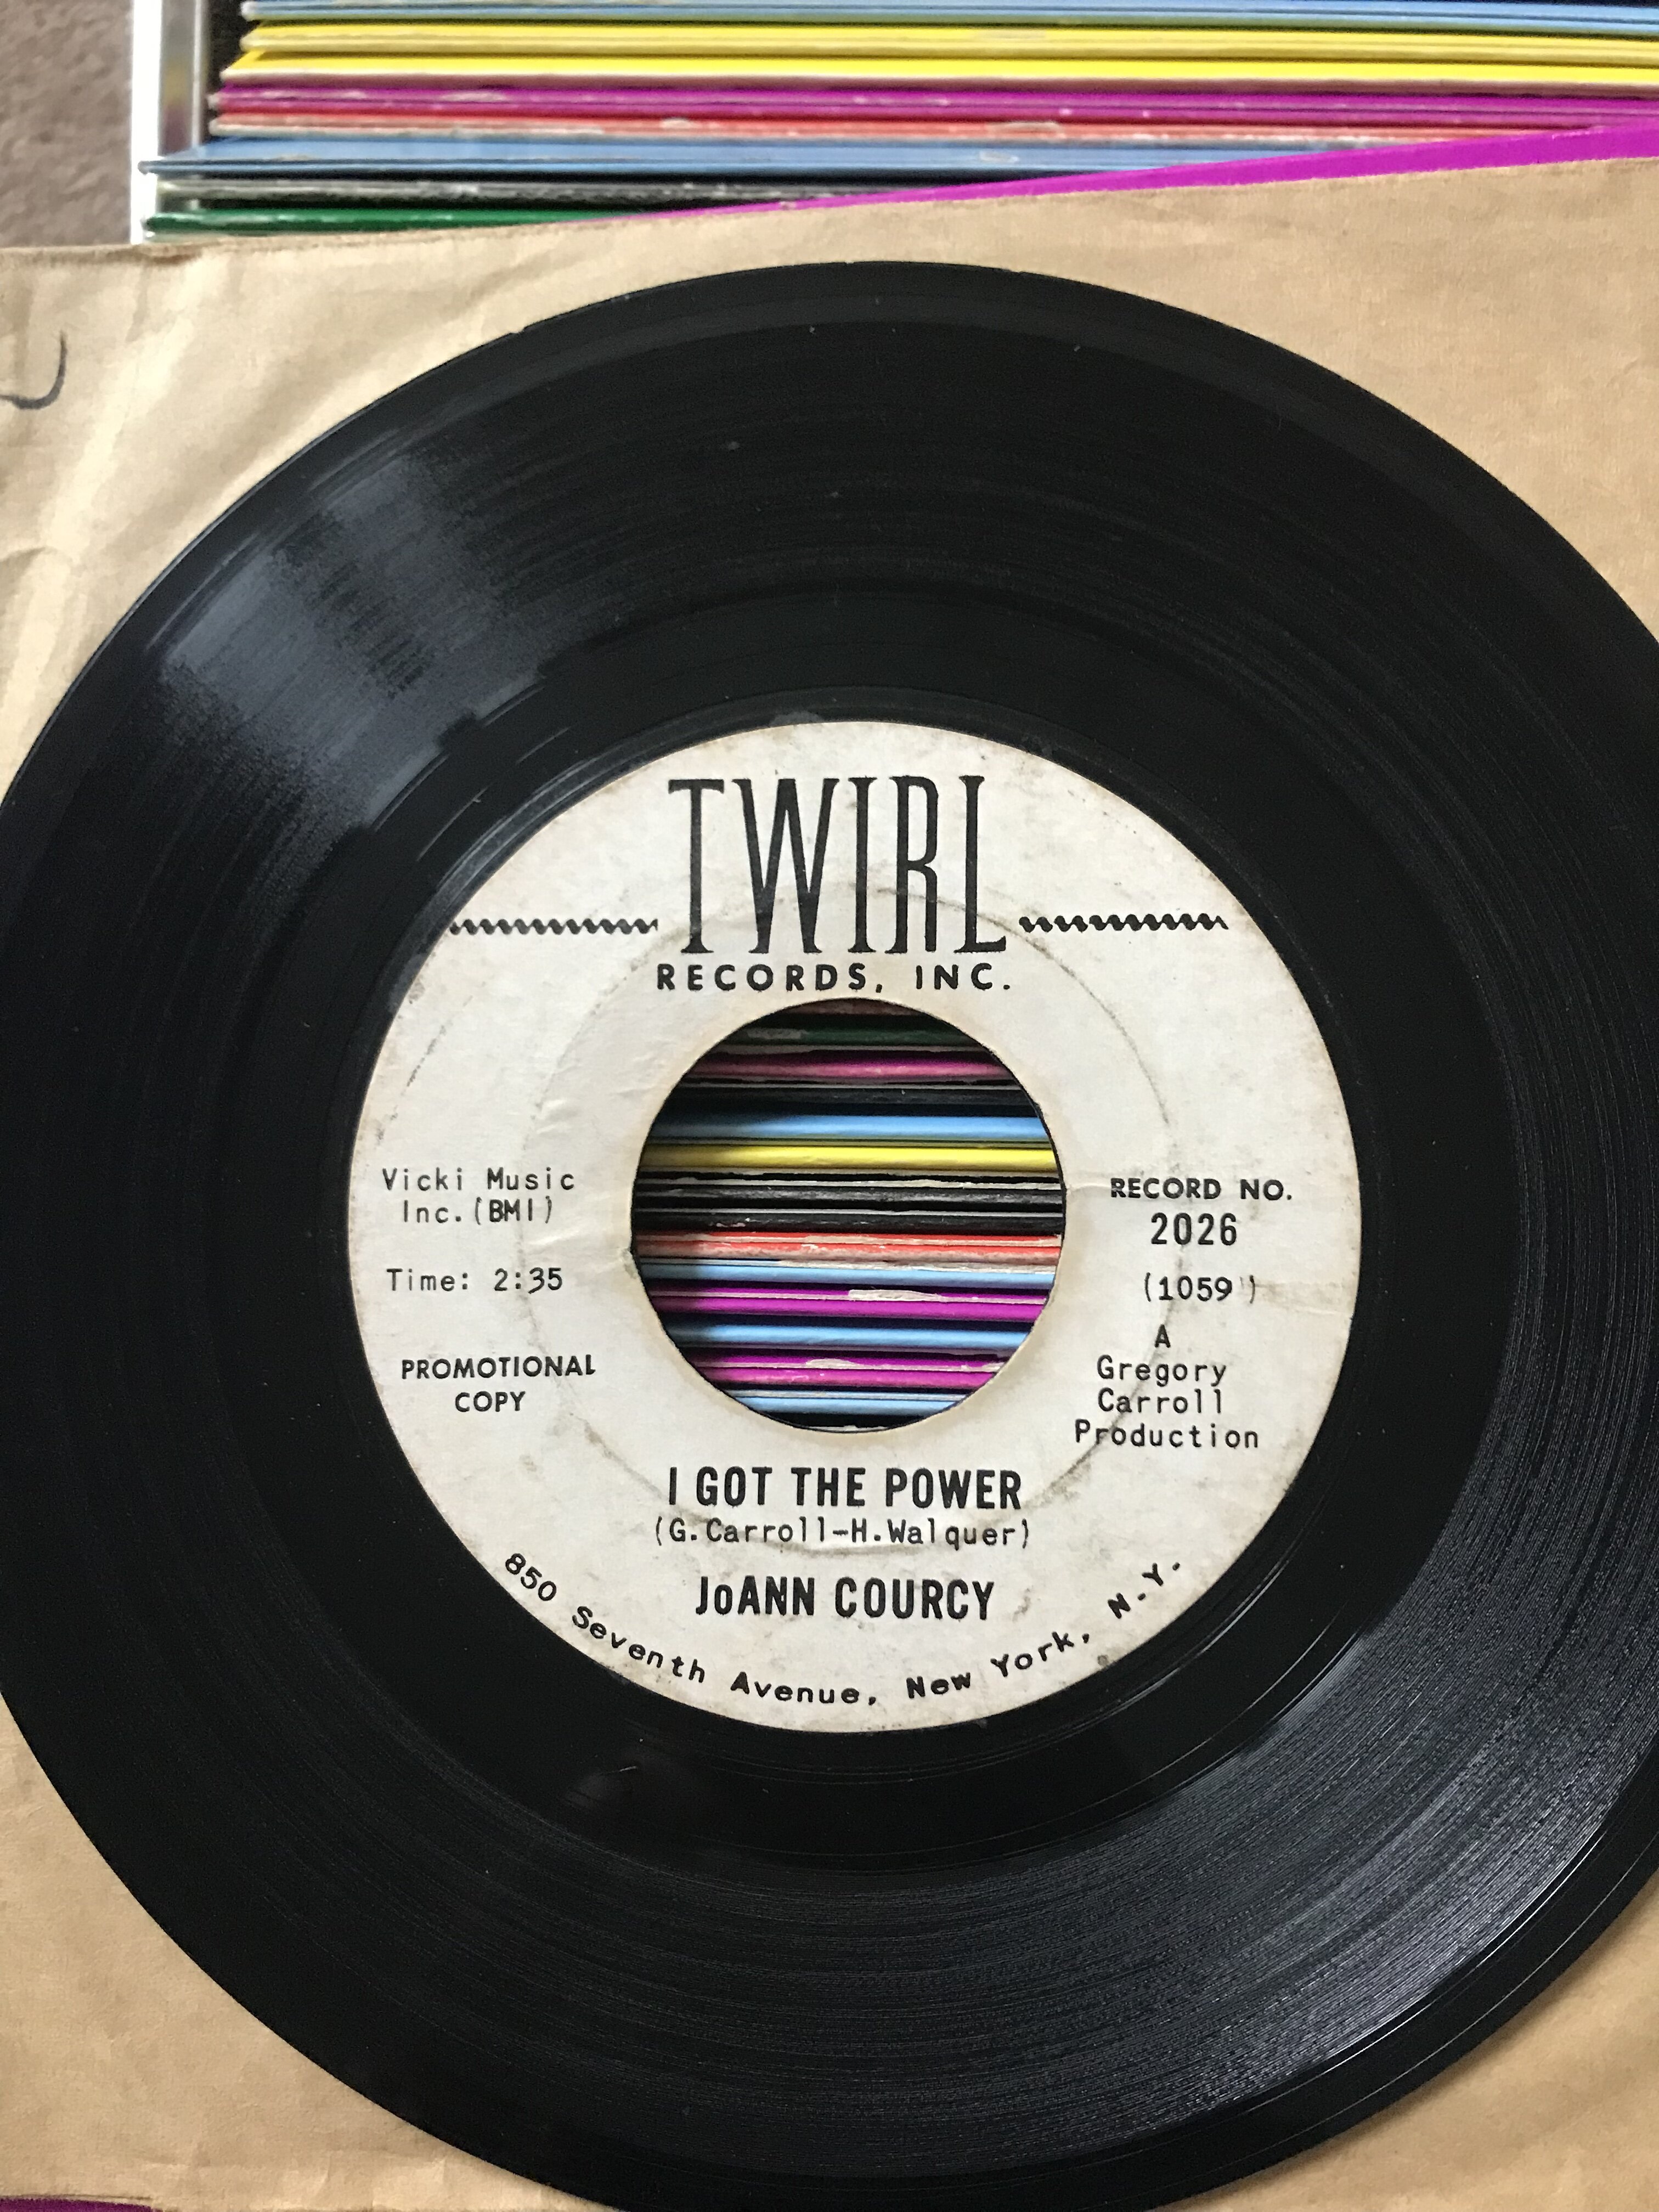 TWIRL
RECORDS, INC.
Vicki Music
Inc.(BMI)
Time: 2:35
PROMOTIONAL
COPY
RECORD NO.
2026
(1059)
A
Gregory
Carroll
Production
I GOT THE POWER
(G.Carroll-H.Walquer)
JoANN COURCY
850 Seventh Avenue, New York, N.Y.